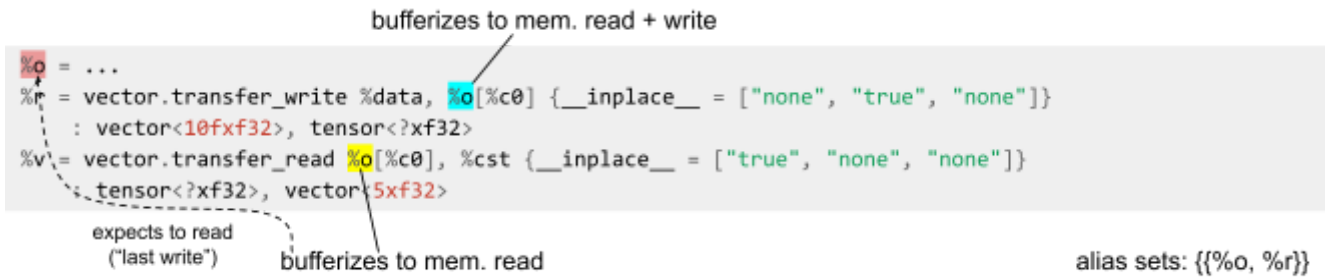 bufferizes to mem. read + write
%o = ...
%r = vector.transfer_write %data, %o[%c0] {__inplace__ = ["none", "true", "none"]}
: vector<10fxf32>, tensor<?xf32>
%v = vector.transfer_read %o[%c0], %cst {__inplace__ = ["true", "none", "none"]}
: tensor<?xf32>, vector<5xf32>
expects to read
("last write")
bufferizes to mem. read
alias sets: {{%o, %r}}